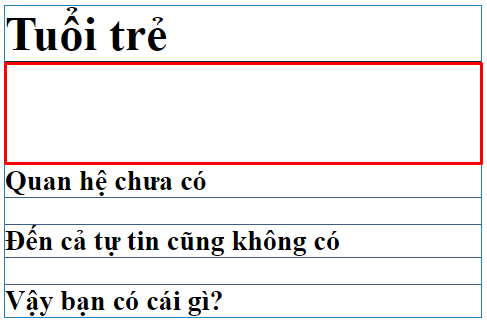 Tuổi trẻ
Quan hệ chưa có
Đến cả tự tin cũng không có
Vậy bạn có cái gì?